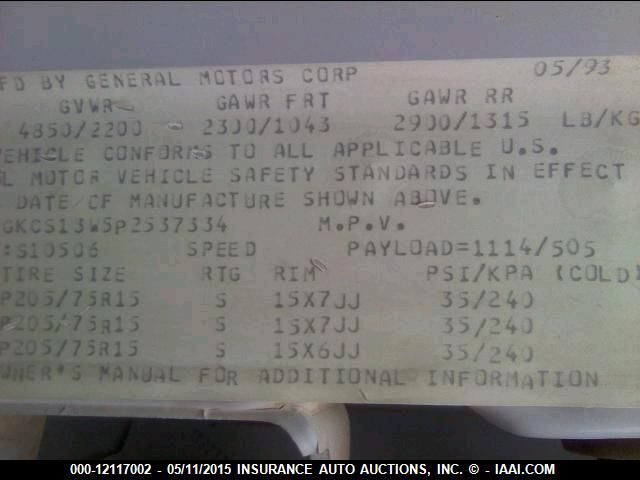 FD BY GENERAL MOTORS CORP 05/93
GVWR GAWR FRT GAWR RR
4850/2200 2300/1043 2900/1315 LB/KG
VEHICLE CONFORMS TO ALL APPLICABLE U.S.
L MOTOR VEHICLE SAFETY STANDARDS IN EFFECT
DATE OF MANUFACTURE SHOWN ABOVE.
GKCS13W5P2537334 M.P.V.
:S10506 SPEED PAYLOAD=1114/505
TIRE SIZE RTG RIM PSI/KPA (COLD)
P205/75R15 S 15X7JJ 35/240
P205/75R15 S 15X7JJ 35/240
P205/75R15 S 15X6JJ 35/240
WNER'S MANUAL FOR ADDITIONAL INFORMATION
000-12117002 - 05/11/2015 INSURANCE AUTO AUCTIONS, INC. © - IAAI.COM